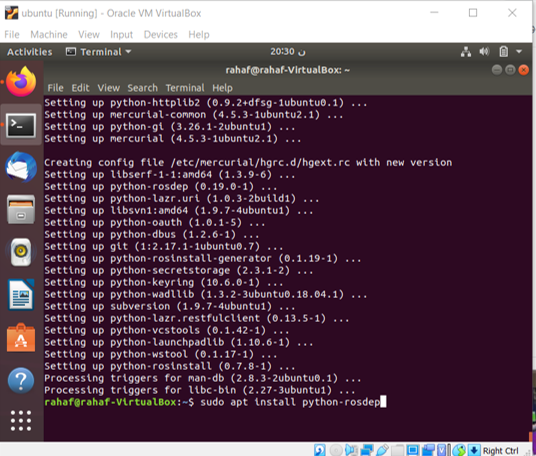 ubuntu [Running] - Oracle VM VirtualBox
File Machine View Input Devices Help
Activities Terminal 20:30 ن
rahaf@rahaf-VirtualBox: ~
File Edit View Search Terminal Help
Setting up python-httplib2 (0.9.2+dfsg-1ubuntu0.1) ...
Setting up mercurial-common (4.5.3-1ubuntu2.1) ...
Setting up python-gi (3.26.1-2ubuntu1) ...
Setting up mercurial (4.5.3-1ubuntu2.1) ...
Creating config file /etc/mercurial/hgrc.d/hgext.rc with new version
Setting up libserf-1-1:amd64 (1.3.9-6) ...
Setting up python-rosdep (0.19.0-1) ...
Setting up python-lazr.uri (1.0.3-2build1) ...
Setting up libsvn1:amd64 (1.9.7-4ubuntu1) ...
Setting up python-oauth (1.0.1-5) ...
Setting up python-dbus (1.2.6-1) ...
Setting up git (1:2.17.1-1ubuntu0.7) ...
Setting up python-rosinstall-generator (0.1.19-1) ...
Setting up python-secretstorage (2.3.1-2) ...
Setting up python-keyring (10.6.0-1) ...
Setting up python-wadllib (1.3.2-3ubuntu0.18.04.1) ...
Setting up subversion (1.9.7-4ubuntu1) ...
Setting up python-lazr.restfulclient (0.13.5-1) ...
Setting up python-vcstools (0.1.42-1) ...
Setting up python-launchpadlib (1.10.6-1) ...
Setting up python-wstool (0.1.17-1) ...
Setting up python-rosinstall (0.7.8-1) ...
Processing triggers for man-db (2.8.3-2ubuntu0.1) ...
Processing triggers for libc-bin (2.27-3ubuntu1) ...
rahaf@rahaf-VirtualBox:~$ sudo apt install python-rosdep
Right Ctrl